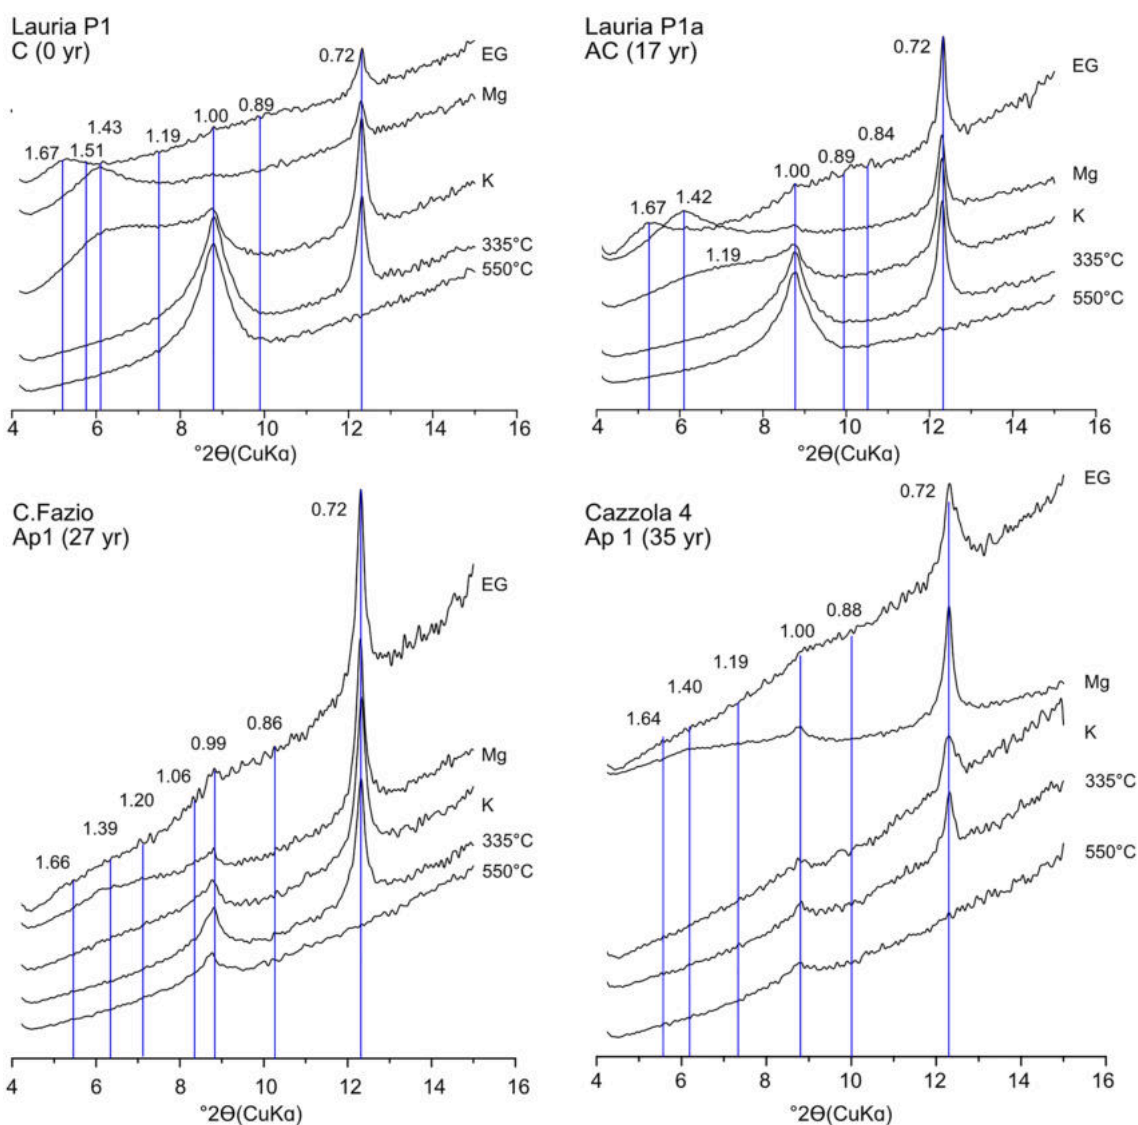 Lauria P1
C (0 yr)
0.72
EG
Mg
1.00
0.89
1.19
1.43
1.67
1.51
K
335°C
550°C
4 6 8 10 12 14 16
°2Θ(CuKα)
Lauria P1a
AC (17 yr)
0.72
EG
0.84
0.89
1.00
Mg
1.42
1.67
K
1.19
335°C
550°C
4 6 8 10 12 14 16
°2Θ(CuKα)
C.Fazio
Ap1 (27 yr)
0.72
EG
0.86
0.99
1.06
Mg
1.20
K
1.39
335°C
1.66
550°C
4 6 8 10 12 14 16
°2Θ(CuKα)
Cazzola 4
Ap 1 (35 yr)
EG
0.72
0.88
1.00
1.19
Mg
1.40
1.64
K
335°C
550°C
4 6 8 10 12 14 16
°2Θ(CuKα)